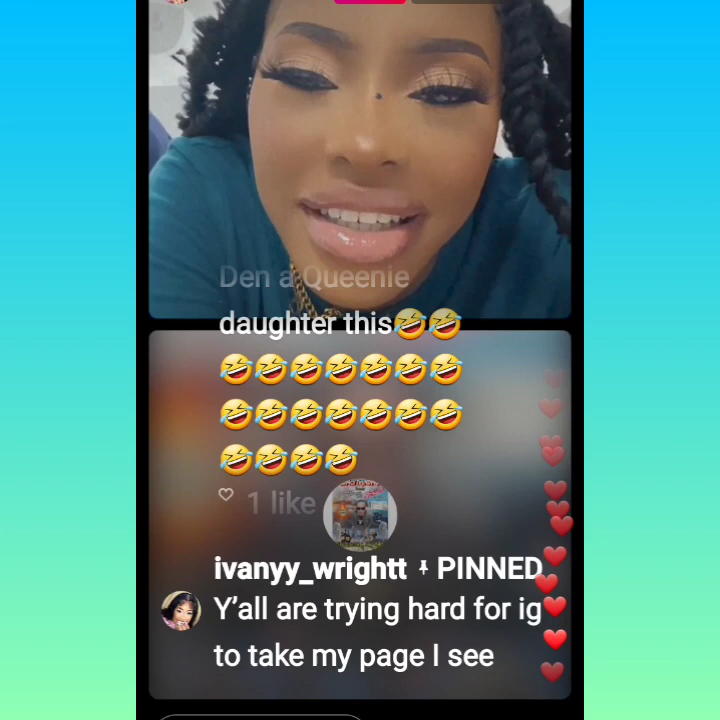 Den a Queenie
daughter this🤣🤣
🤣🤣🤣🤣🤣🤣🤣
🤣🤣🤣🤣🤣🤣🤣
🤣🤣🤣🤣
1 like
ivanyy_wrightt PINNED
Y’all are trying hard for ig
to take my page I see